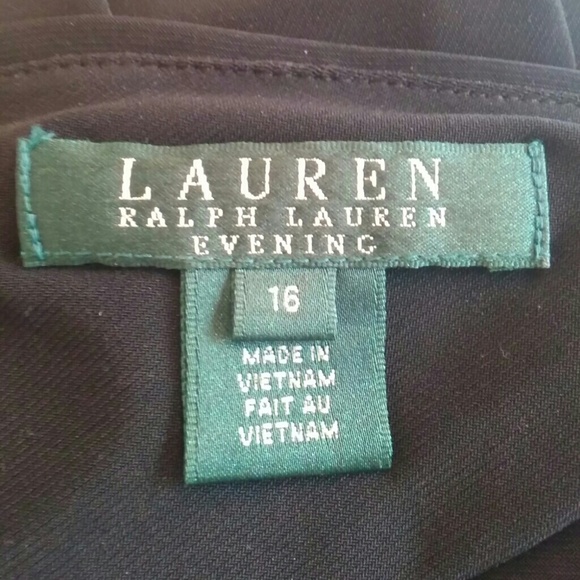 LAUREN
RALPH LAUREN
EVENING
16
MADE IN
VIETNAM
FAIT AU
VIETNAM